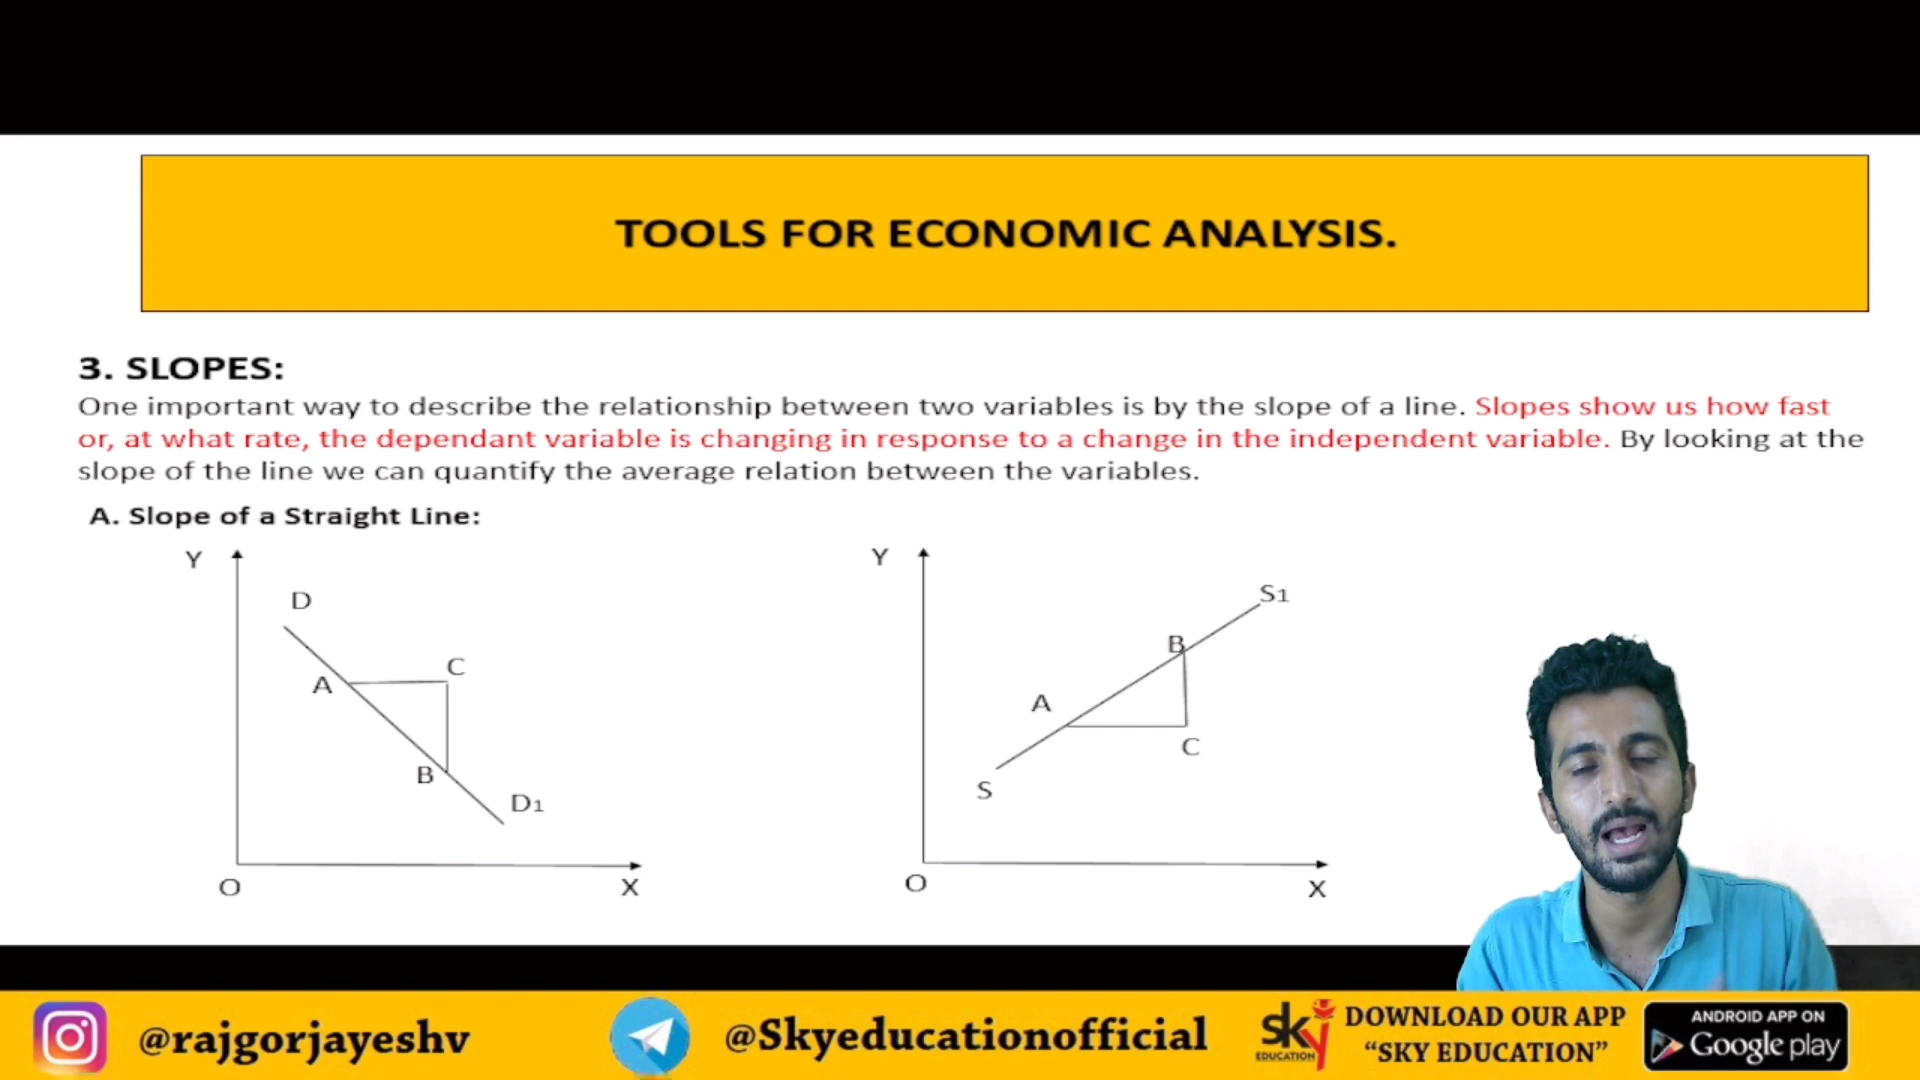 TOOLS FOR ECONOMIC ANALYSIS.
3. SLOPES:
One important way to describe the relationship between two variables is by the slope of a line. Slopes show us how fast
or, at what rate, the dependant variable is changing in response to a change in the independent variable. By looking at the
slope of the line we can quantify the average relation between the variables.
A. Slope of a Straight Line:
Y
D
A
C
B
D1
O
X
Y
S1
B
A
C
S
O
X
@rajgorjayeshv
@Skyeducationofficial
sky
EDUCATION
DOWNLOAD OUR APP
“SKY EDUCATION”
ANDROID APP ON
Google play